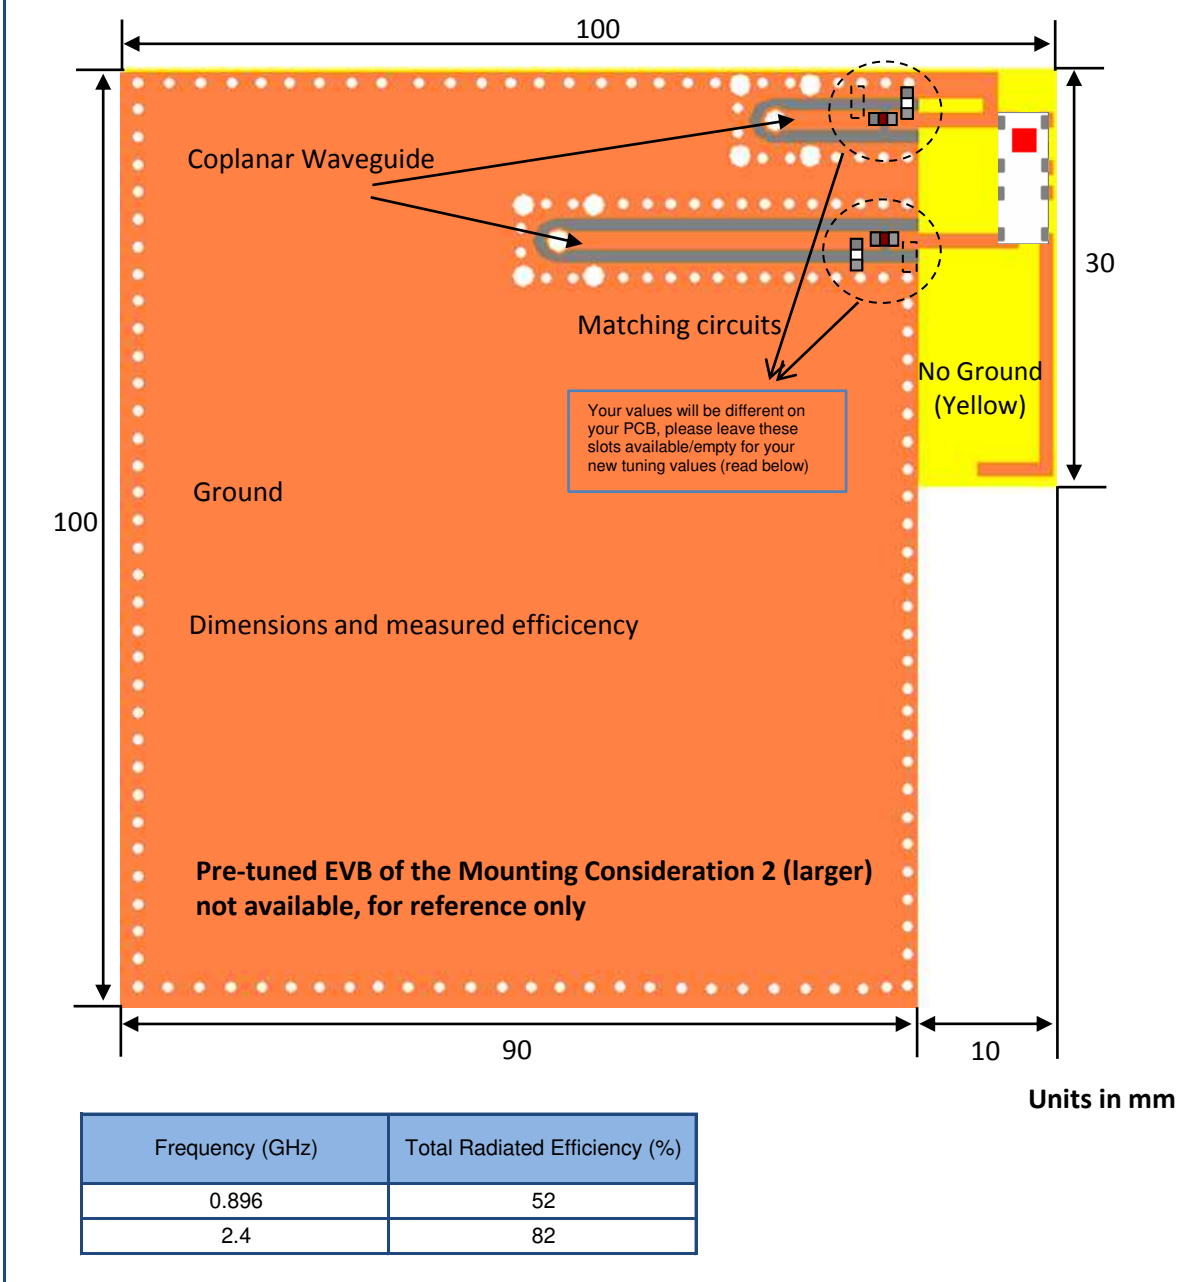 100
Coplanar Waveguide
30
Matching circuits
No Ground
(Yellow)
Your values will be different on
your PCB, please leave these
slots available/empty for your
new tuning values (read below)
Ground
100
Dimensions and measured efficicency
Pre-tuned EVB of the Mounting Consideration 2 (larger)
not available, for reference only
90
10
Units in mm
Frequency (GHz) Total Radiated Efficiency (%)
0.896 52
2.4 82